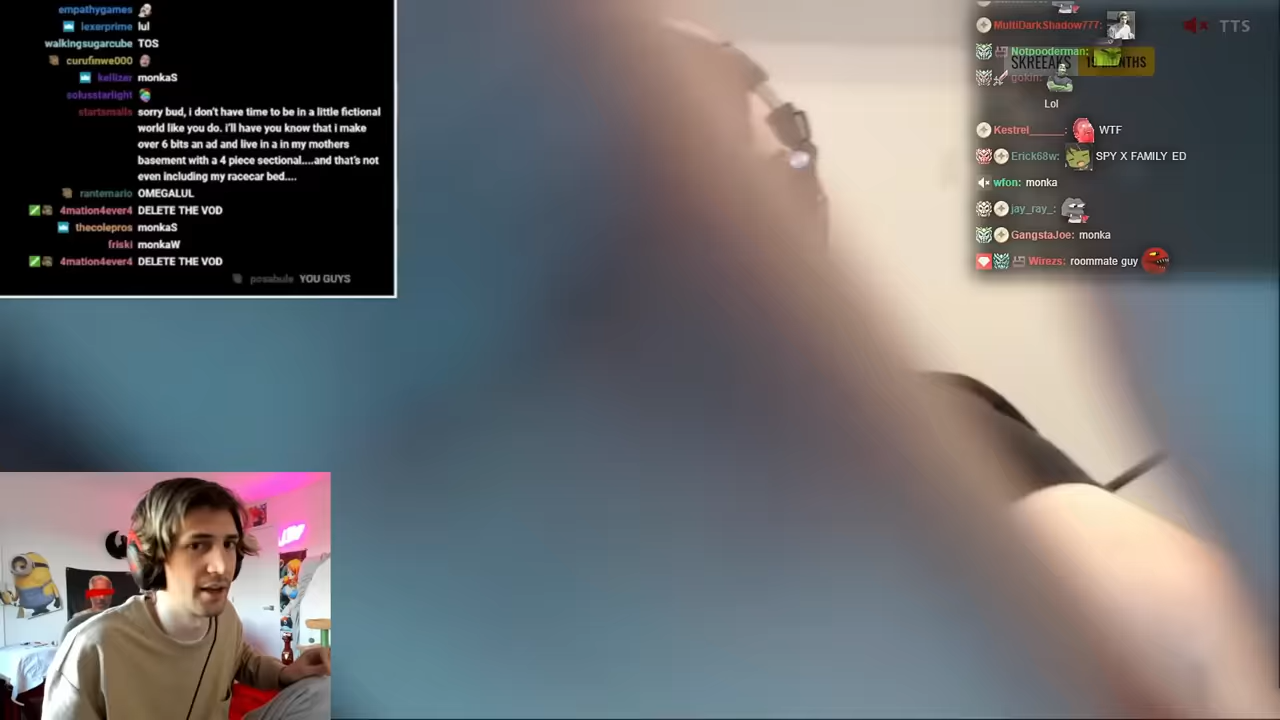 empathygames
lexerprime lul
walkingsugarcube TOS
curufinwe000
kellizer monkaS
solusstarlight
startsmalls sorry bud, i don't have time to be in a little fictional
world like you do. i'll have you know that i make
over 6 bits an ad and live in a in my mothers
basement with a 4 piece sectional....and that's not
even including my racecar bed....
rantemario OMEGALUL
4mation4ever4 DELETE THE VOD
thecolepros monkaS
friski monkaW
4mation4ever4 DELETE THE VOD
posabule YOU GUYS
MultiDarkShadow777:
TTS
Notpooderman:
SKREEAKS
MONTHS
gokin:
Lol
Kestrel______: WTF
Erick68w: SPY X FAMILY ED
wfon: monka
jay_ray_:
GangstaJoe: monka
Wirezs: roommate guy